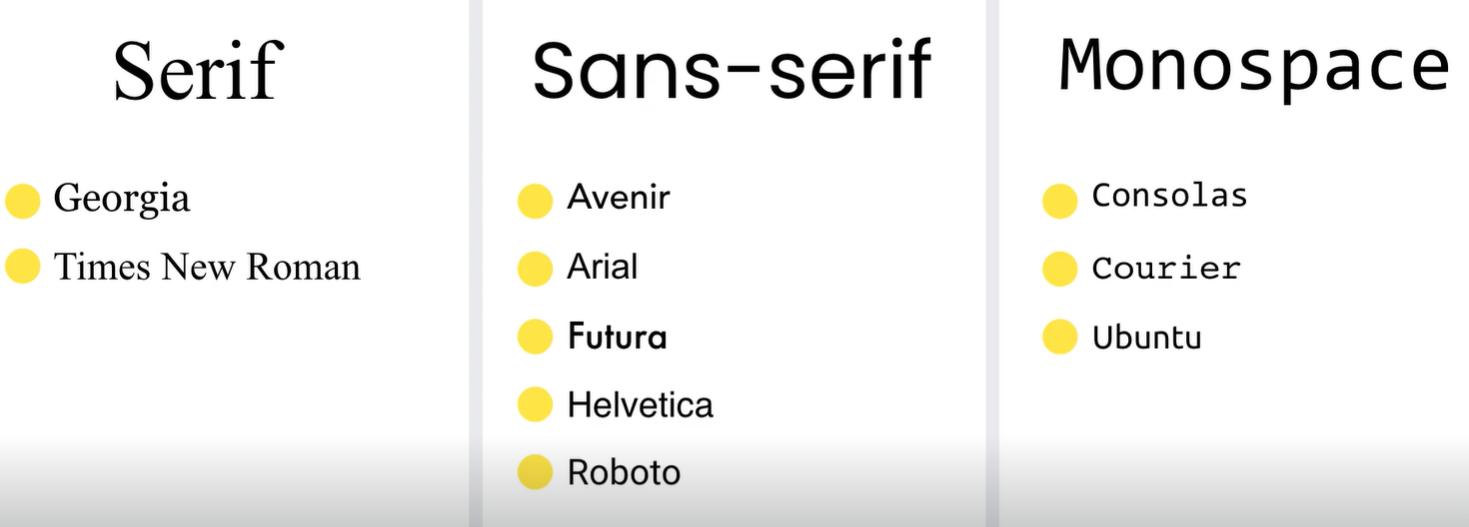 Serif
Georgia
Times New Roman
Sans-serif
Avenir
Arial
Futura
Helvetica
Roboto
Monospace
Consolas
Courier
Ubuntu